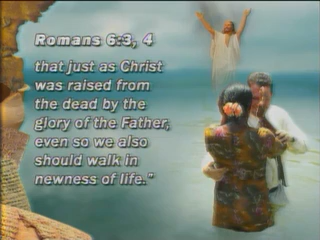 Romans 6:3, 4
that just as Christ
was raised from
the dead by the
glory of the Father,
even so we also
should walk in
newness of life."